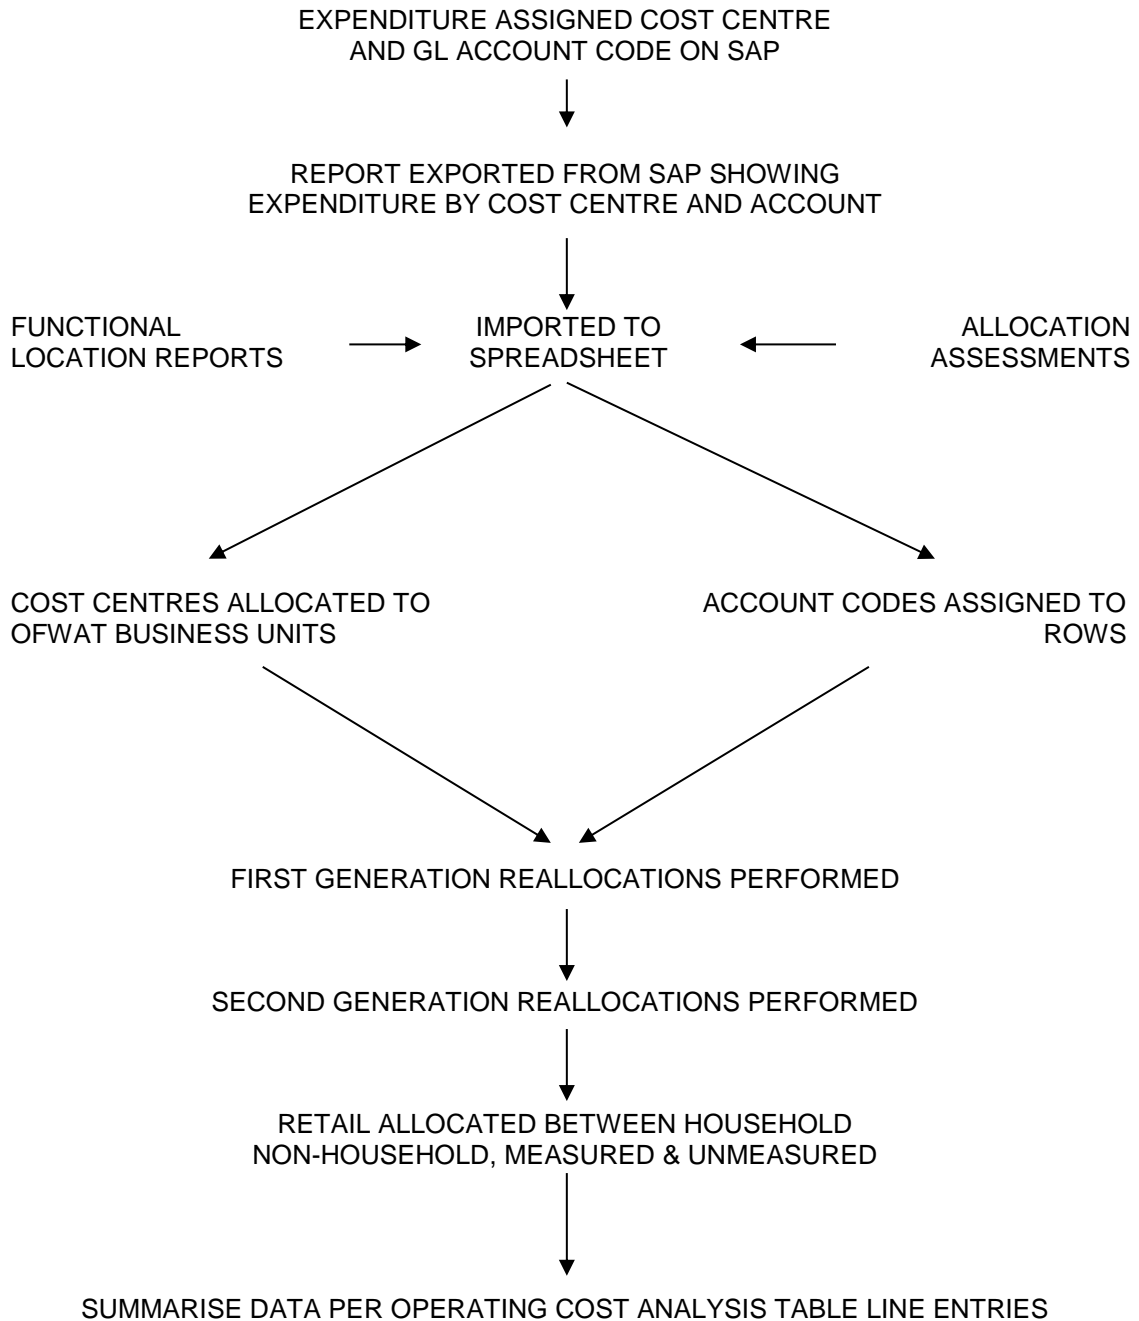 EXPENDITURE ASSIGNED COST CENTRE
AND GL ACCOUNT CODE ON SAP
REPORT EXPORTED FROM SAP SHOWING
EXPENDITURE BY COST CENTRE AND ACCOUNT
FUNCTIONAL
LOCATION REPORTS
IMPORTED TO
SPREADSHEET
ALLOCATION
ASSESSMENTS
COST CENTRES ALLOCATED TO
OFWAT BUSINESS UNITS
ACCOUNT CODES ASSIGNED TO
ROWS
FIRST GENERATION REALLOCATIONS PERFORMED
SECOND GENERATION REALLOCATIONS PERFORMED
RETAIL ALLOCATED BETWEEN HOUSEHOLD
NON-HOUSEHOLD, MEASURED & UNMEASURED
SUMMARISE DATA PER OPERATING COST ANALYSIS TABLE LINE ENTRIES